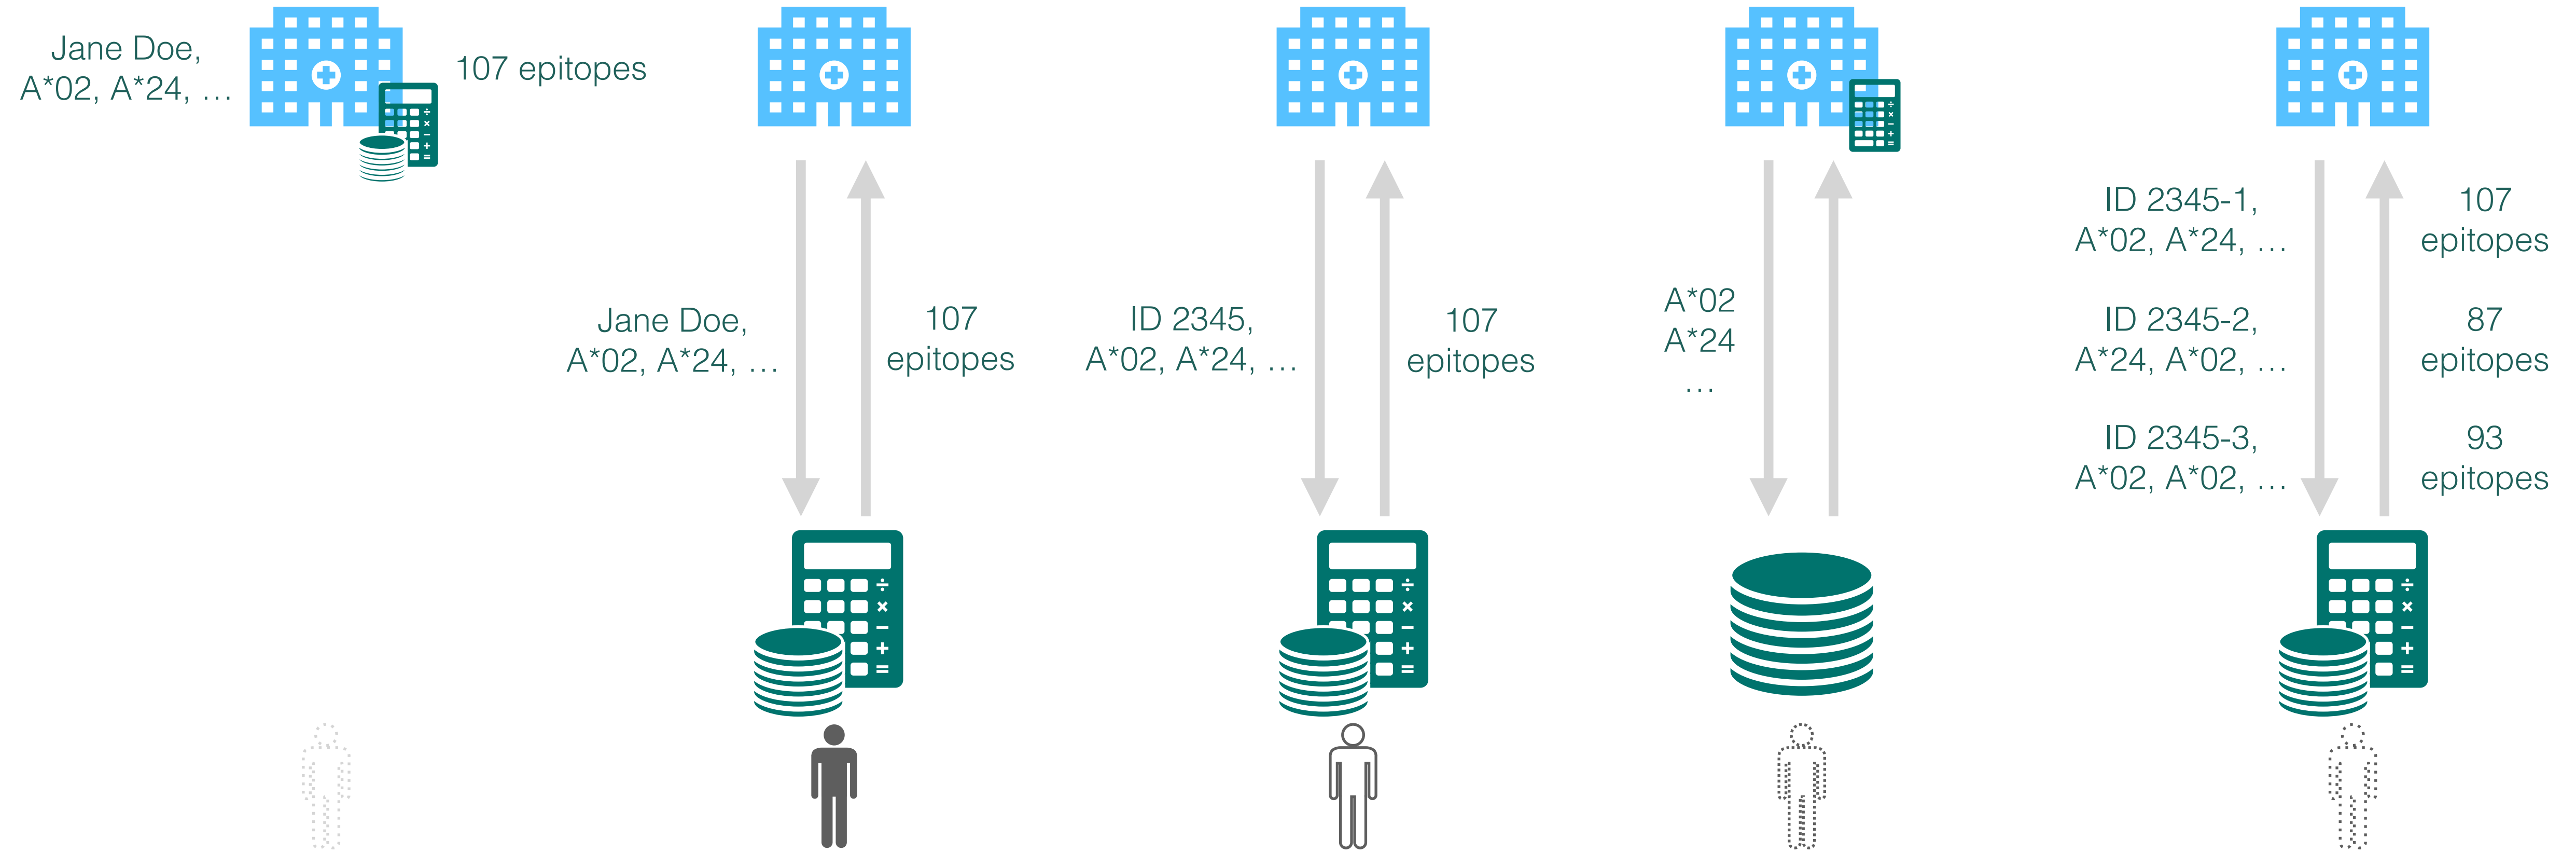 Jane Doe,
A*02, A*24, …
107 epitopes
Jane Doe,
A*02, A*24, …
107
epitopes
ID 2345,
A*02, A*24, …
107
epitopes
A*02
A*24
…
ID 2345-1,
A*02, A*24, …
107
epitopes
ID 2345-2,
A*24, A*02, …
87
epitopes
ID 2345-3,
A*02, A*02, …
93
epitopes